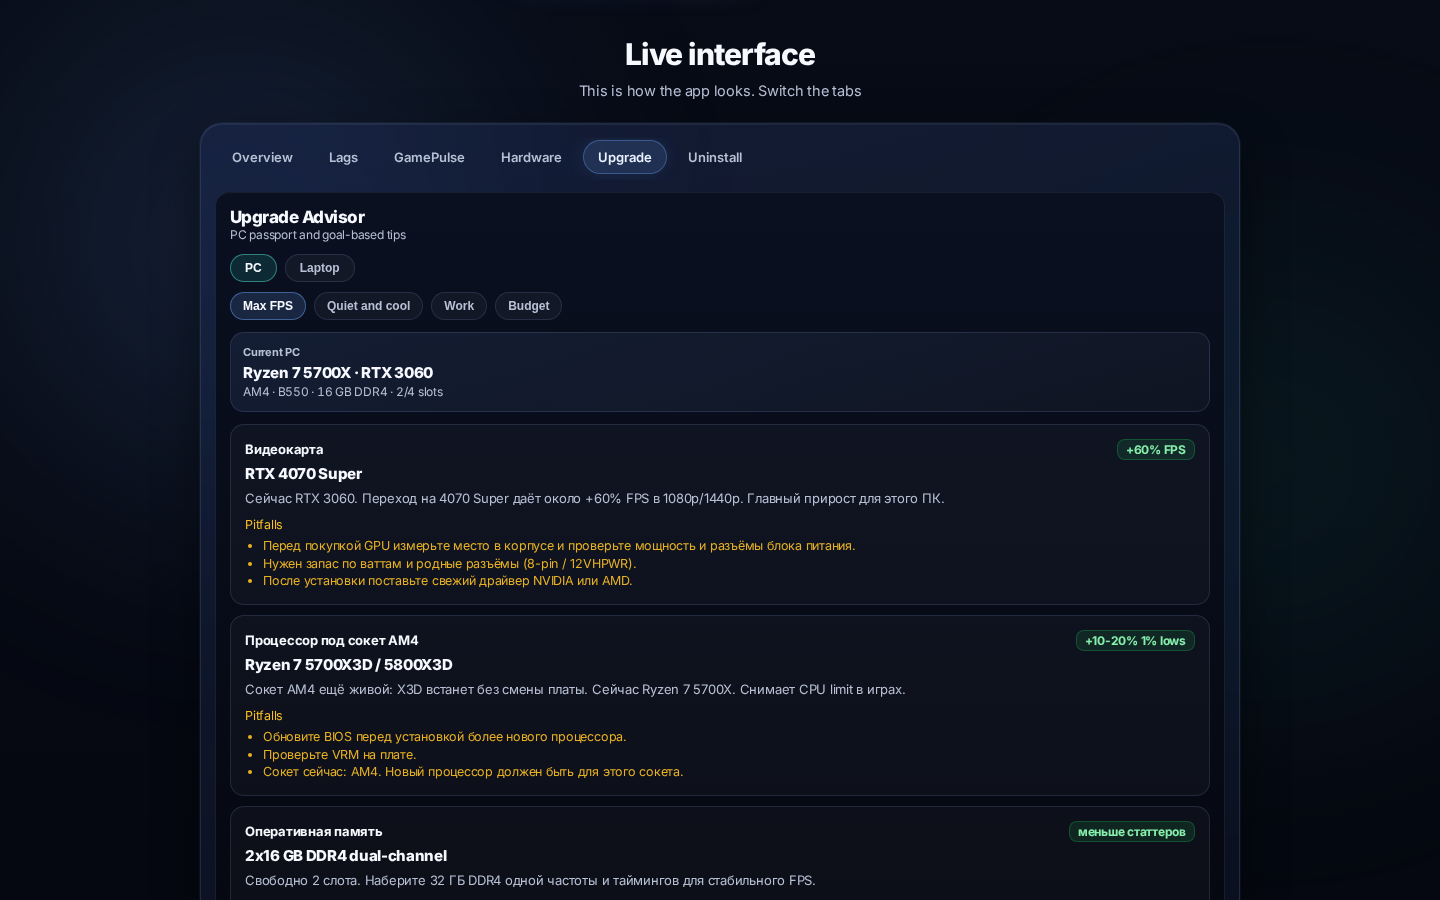 Live interface
This is how the app looks. Switch the tabs
Overview Lags GamePulse Hardware Upgrade Uninstall
Upgrade Advisor
PC passport and goal-based tips
PC Laptop
Max FPS Quiet and cool Work Budget
Current PC
Ryzen 7 5700X · RTX 3060
AM4 · B550 · 16 GB DDR4 · 2/4 slots
Видеокарта +60% FPS
RTX 4070 Super
Сейчас RTX 3060. Переход на 4070 Super даёт около +60% FPS в 1080p/1440p. Главный прирост для этого ПК.
Pitfalls
• Перед покупкой GPU измерьте место в корпусе и проверьте мощность и разъёмы блока питания.
• Нужен запас по ваттам и родные разъёмы (8-pin / 12VHPWR).
• После установки поставьте свежий драйвер NVIDIA или AMD.
Процессор под сокет AM4 +10-20% 1% lows
Ryzen 7 5700X3D / 5800X3D
Сокет AM4 ещё живой: X3D встанет без смены платы. Сейчас Ryzen 7 5700X. Снимает CPU limit в играх.
Pitfalls
• Обновите BIOS перед установкой более нового процессора.
• Проверьте VRM на плате.
• Сокет сейчас: AM4. Новый процессор должен быть для этого сокета.
Оперативная память меньше статтеров
2x16 GB DDR4 dual-channel
Свободно 2 слота. Наберите 32 ГБ DDR4 одной частоты и таймингов для стабильного FPS.